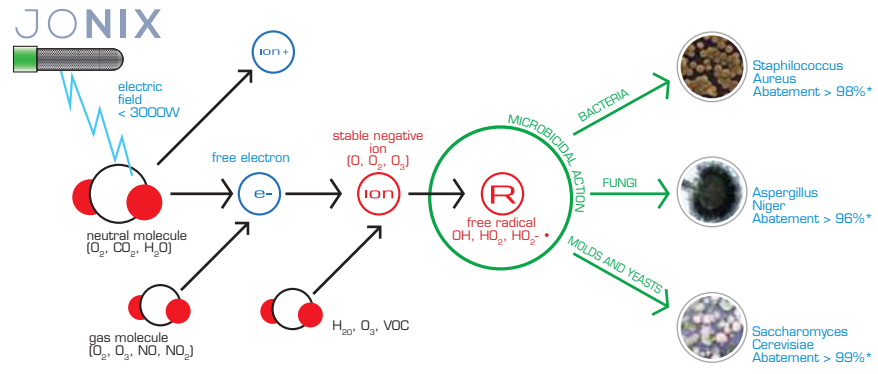 JONIX
ion+
electric
field
< 3000W
free electron
stable negative
ion
(O, O₂, O₃)
e-
ion
R
neutral molecule
(O₂, CO₂, H₂O)
free radical
OH, HO₂, HO₂- •
gas molecule
(O₂, O₃, NO, NO₂)
H₂₀, O₃, VOC
MICROBICIDAL ACTION
BACTERIA
FUNGI
MOLDS AND YEASTS
Staphilococcus
Aureus
Abatement > 98%*
Aspergillus
Niger
Abatement > 96%*
Saccharomyces
Cerevisiae
Abatement > 99%*